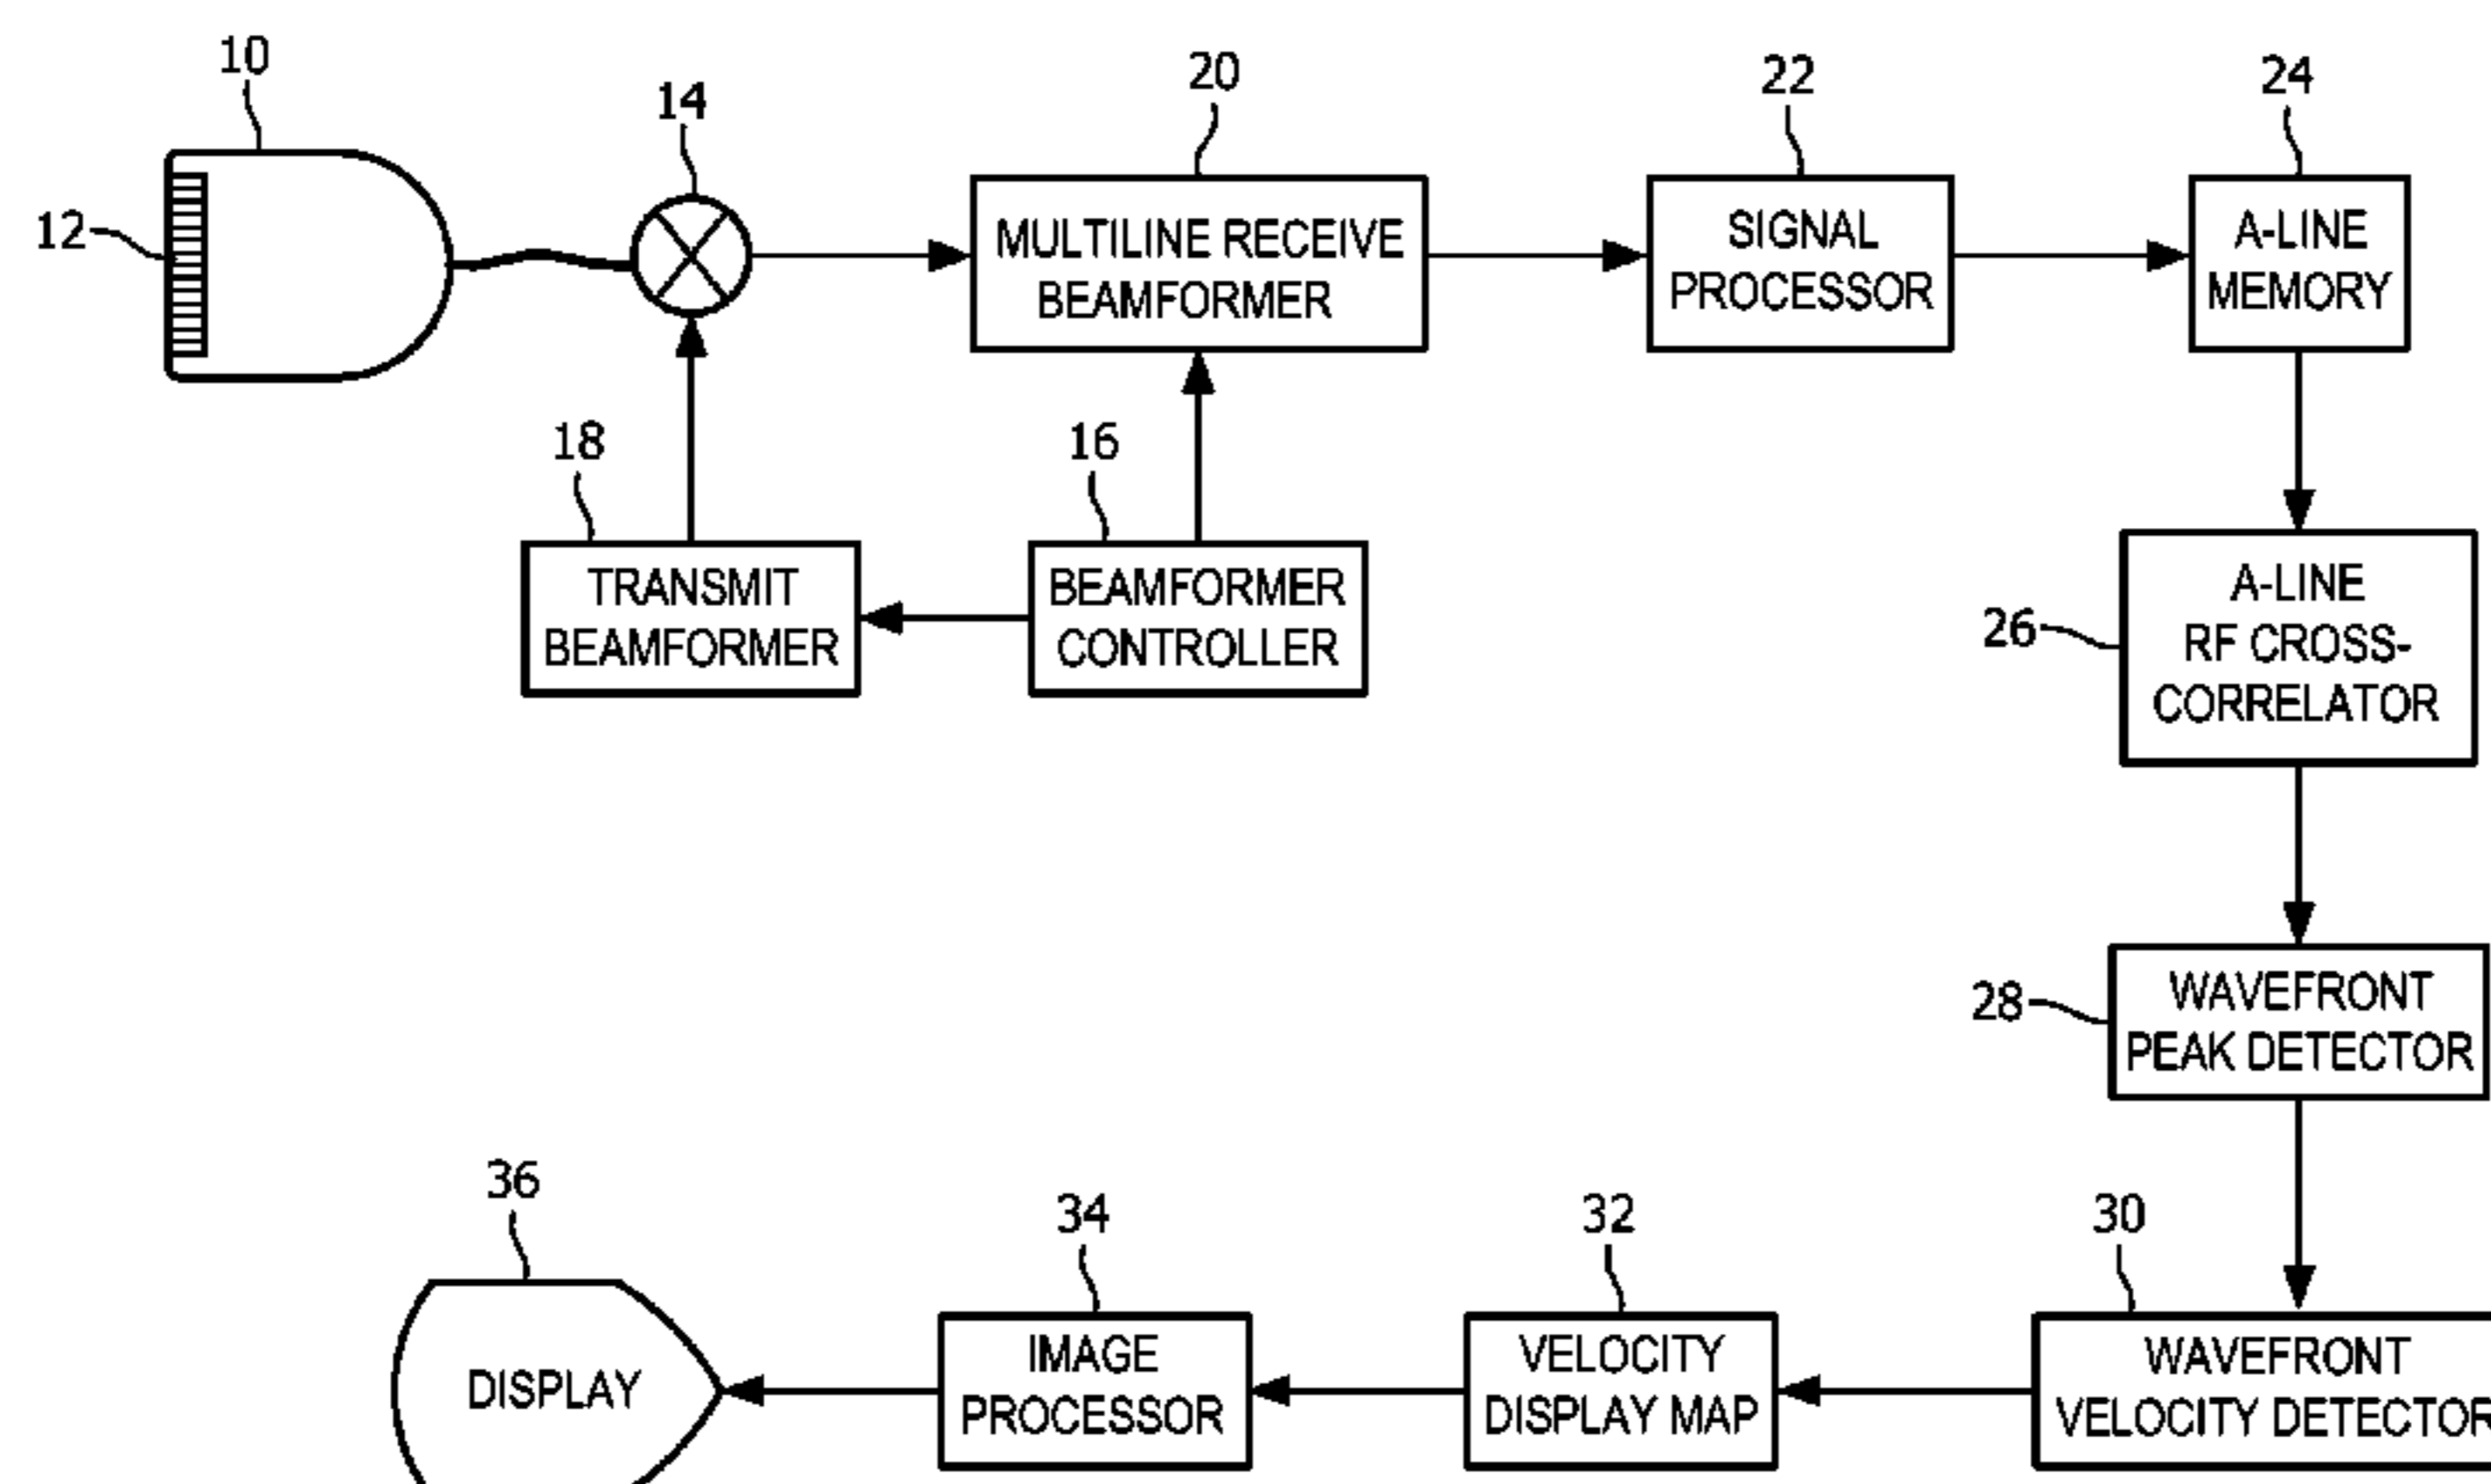 10
12
14
20
MULTILINE RECEIVE
BEAMFORMER
22
SIGNAL
PROCESSOR
24
A-LINE
MEMORY
18
TRANSMIT
BEAMFORMER
16
BEAMFORMER
CONTROLLER
26
A-LINE
RF CROSS-
CORRELATOR
28
WAVEFRONT
PEAK DETECTOR
36
DISPLAY
34
IMAGE
PROCESSOR
32
VELOCITY
DISPLAY MAP
30
WAVEFRONT
VELOCITY DETECTOR